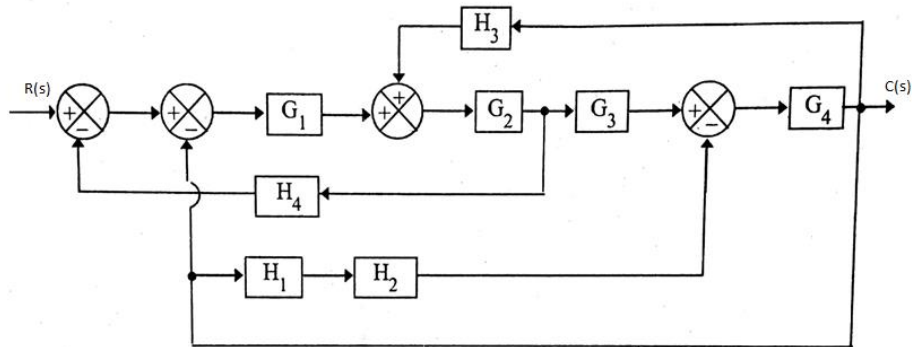 H3
R(s)
C(s)
+
−
+
−
G1
+
+
G2
G3
+
−
G4
H4
H1
H2